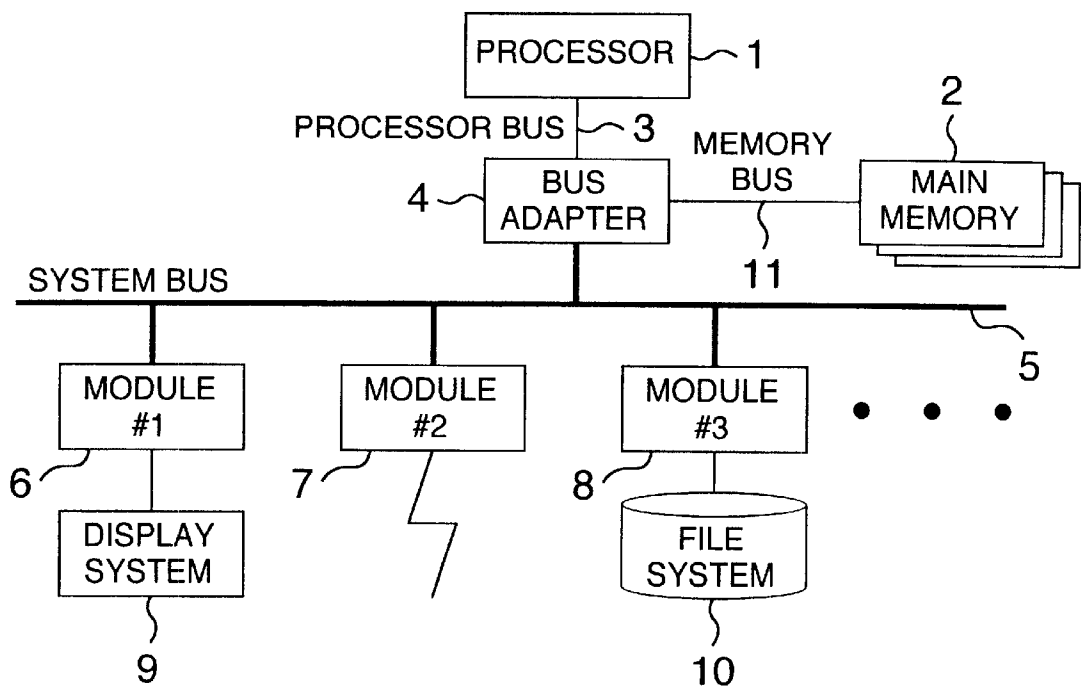 PROCESSOR
1
PROCESSOR BUS
3
2
MEMORY
BUS
4
BUS
ADAPTER
MAIN
MEMORY
11
SYSTEM BUS
5
MODULE
#1
MODULE
#2
MODULE
#3
6
7
8
DISPLAY
SYSTEM
FILE
SYSTEM
9
10